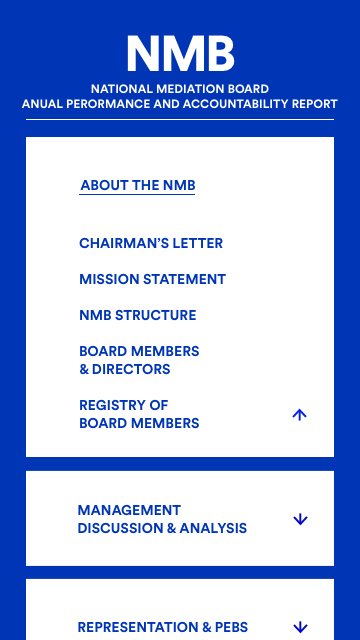 NMB
NATIONAL MEDIATION BOARD
ANUAL PERORMANCE AND ACCOUNTABILITY REPORT
ABOUT THE NMB
CHAIRMAN’S LETTER
MISSION STATEMENT
NMB STRUCTURE
BOARD MEMBERS
& DIRECTORS
REGISTRY OF
BOARD MEMBERS
MANAGEMENT
DISCUSSION & ANALYSIS
REPRESENTATION & PEBS